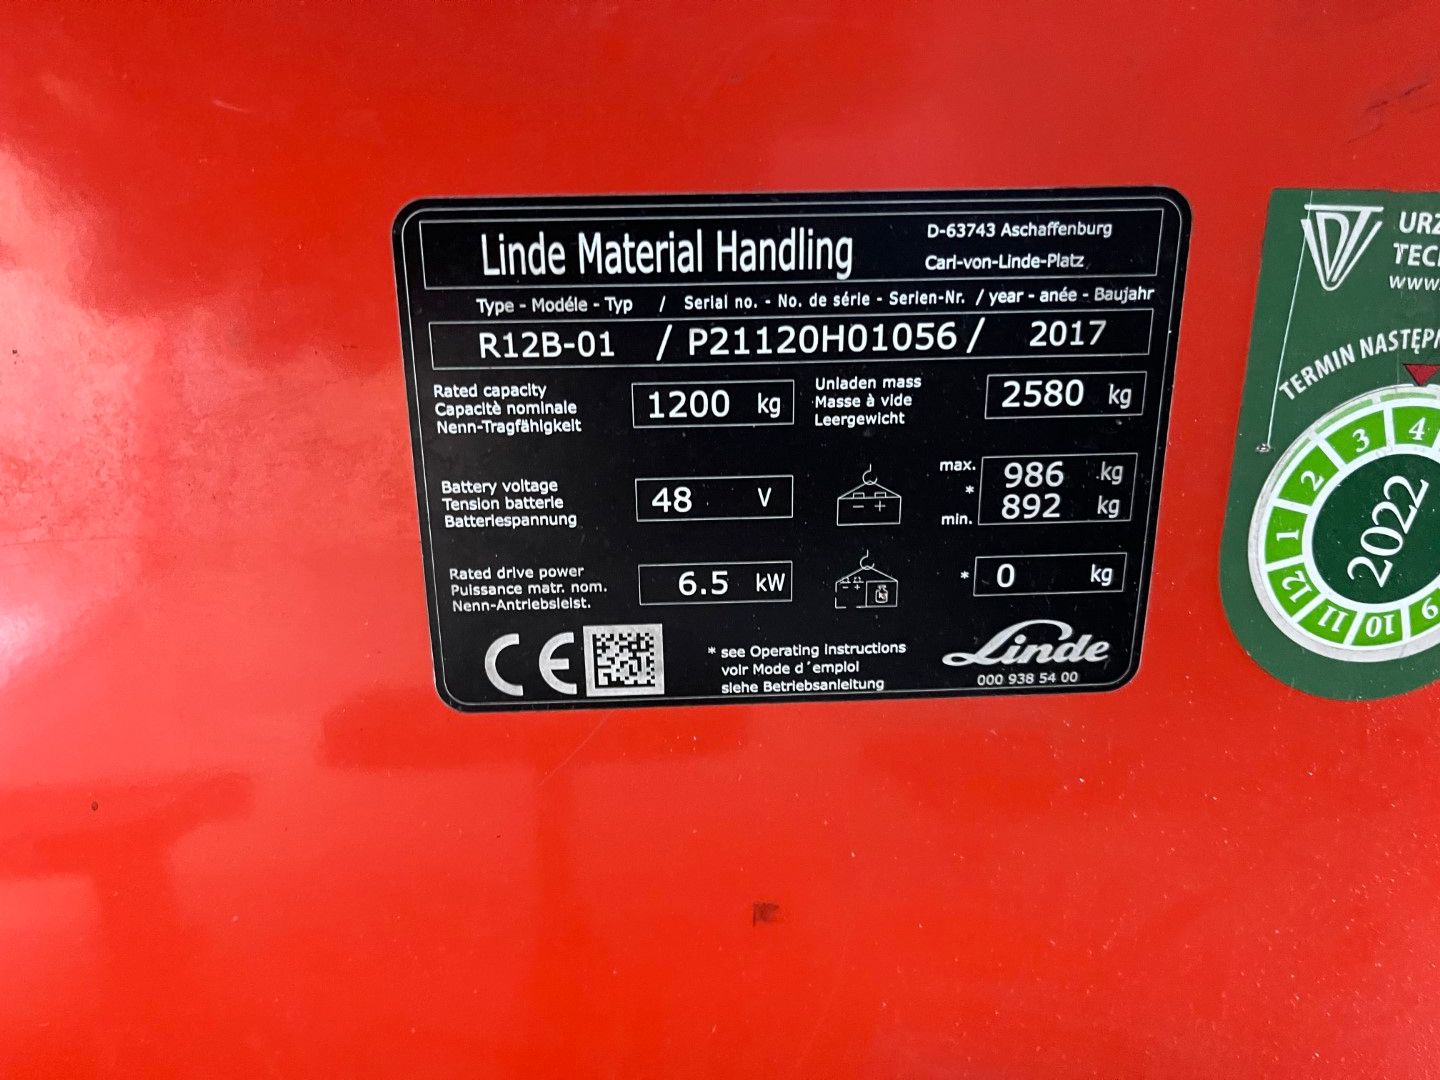 Linde Material Handling
D-63743 Aschaffenburg
Carl-von-Linde-Platz
Type - Modéle - Typ / Serial no. - No. de série - Serien-Nr. / year - anée - Baujahr
R12B-01 / P21120H01056 / 2017
Rated capacity
Capacitè nominale
Nenn-Tragfähigkeit
1200 kg
Unladen mass
Masse à vide
Leergewicht
2580 kg
Battery voltage
Tension batterie
Batteriespannung
48 V
- +
max.
*
min.
986 kg
892 kg
Rated drive power
Puissance matr. nom.
Nenn-Antriebsleist.
6.5 kW
- +
kg
* 0 kg
CE
* see Operating Instructions
voir Mode d´emploi
siehe Betriebsanleitung
Linde
000 938 54 00
UDT
URZ
TECH
www.
TERMIN NASTĘPN
1 2 3 4
9 10 11 12
2022